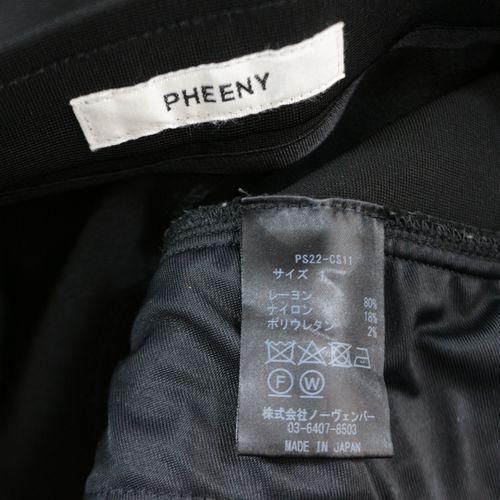 PHEENY
PS22-CS11
サイズ 1
レーヨン 80%
ナイロン 18%
ポリウレタン 2%
F W
株式会社ノーヴェンバー
03-6407-8503
MADE IN JAPAN